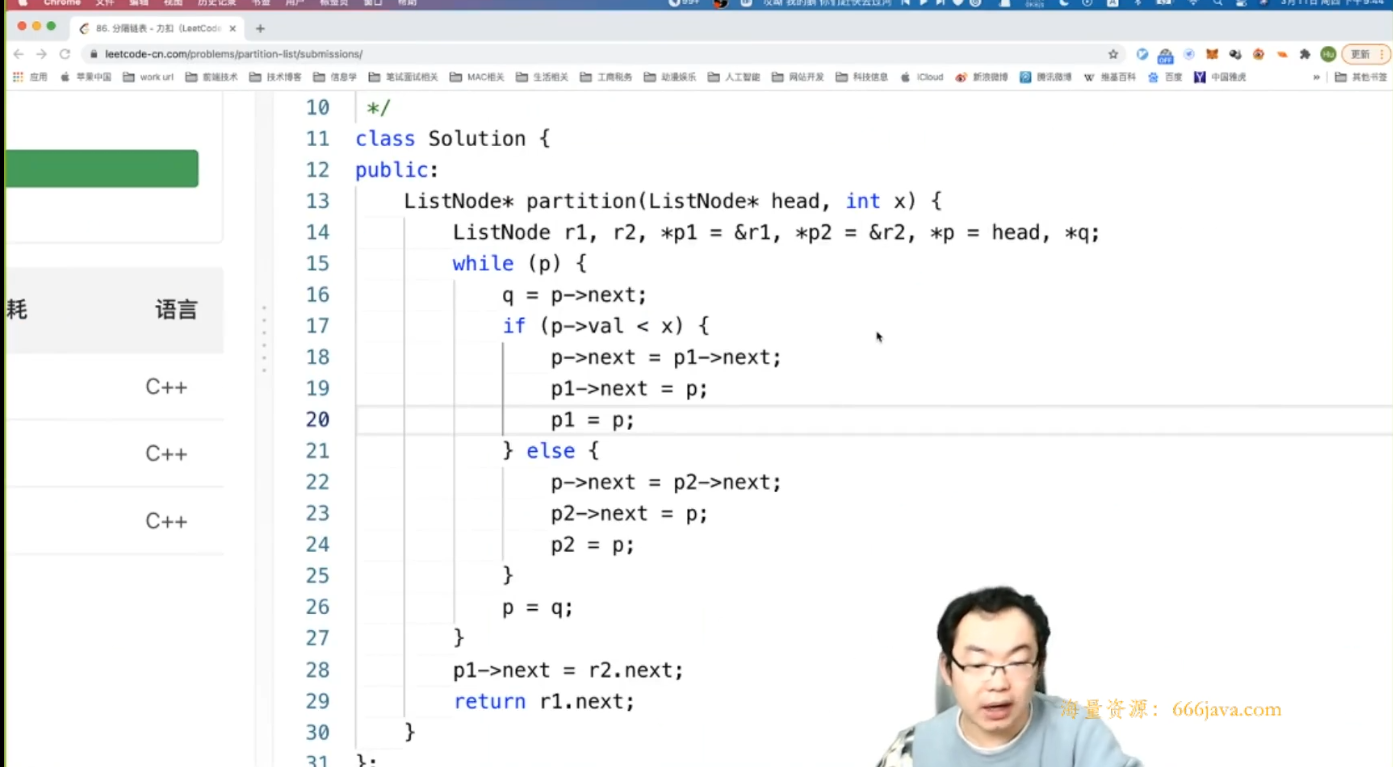 Chrome 文件 编辑 视图 历史记录 书签 用户 标签页 窗口 帮助
86. 分隔链表 - 力扣（LeetCode
leetcode-cn.com/problems/partition-list/submissions/
更新
应用 苹果中国 work url 前端技术 技术博客 信息学 笔试面试相关 MAC相关 生活相关 工商税务 动漫娱乐 人工智能 网站开发 科技信息 iCloud 新浪微博 腾讯微博 维基百科 百度 中国雅虎 » 其他书签
耗 语言
C++
C++
C++
10 */
11 class Solution {
12 public:
13 ListNode* partition(ListNode* head, int x) {
14 ListNode r1, r2, *p1 = &r1, *p2 = &r2, *p = head, *q;
15 while (p) {
16 q = p->next;
17 if (p->val < x) {
18 p->next = p1->next;
19 p1->next = p;
20 p1 = p;
21 } else {
22 p->next = p2->next;
23 p2->next = p;
24 p2 = p;
25 }
26 p = q;
27 }
28 p1->next = r2.next;
29 return r1.next;
30 }
31 };
海量资源：666java.com